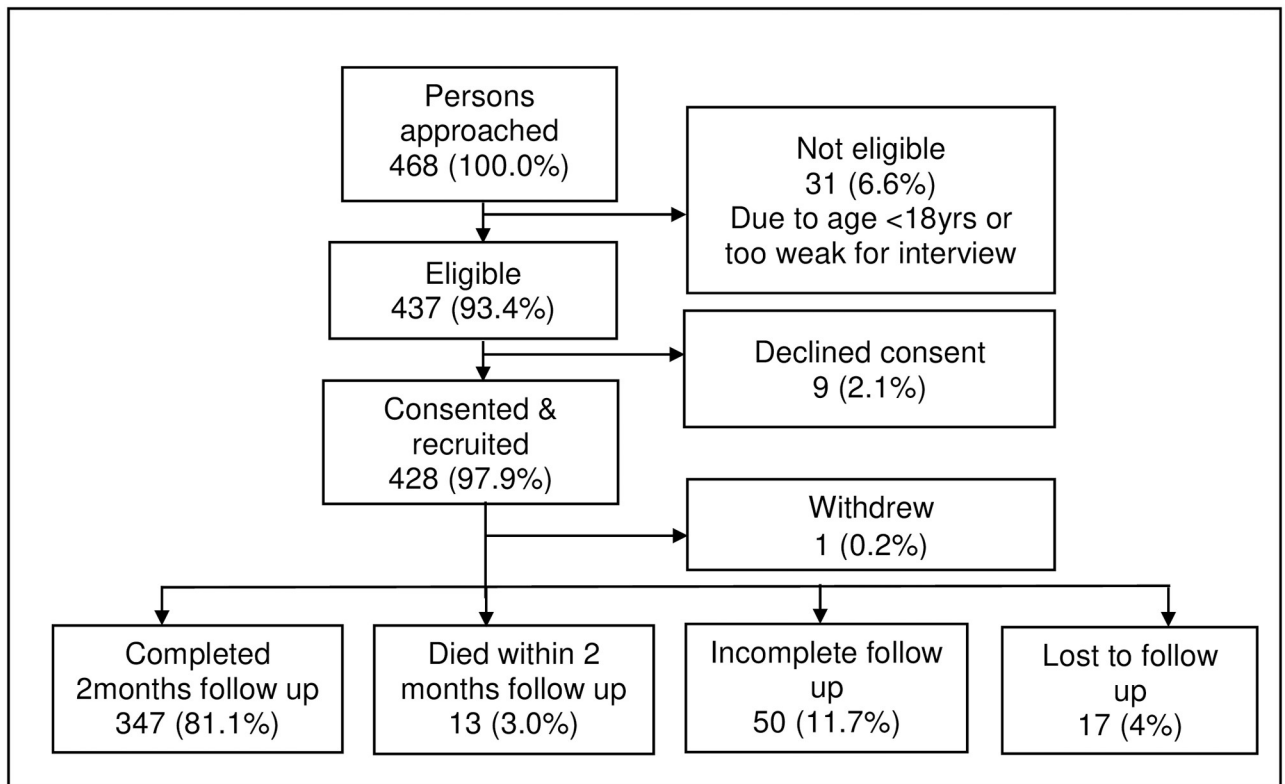 Persons
approached
468 (100.0%)
Not eligible
31 (6.6%)
Due to age <18yrs or
too weak for interview
Eligible
437 (93.4%)
Declined consent
9 (2.1%)
Consented &
recruited
428 (97.9%)
Withdrew
1 (0.2%)
Completed
2months follow up
347 (81.1%)
Died within 2
months follow up
13 (3.0%)
Incomplete follow
up
50 (11.7%)
Lost to follow
up
17 (4%)